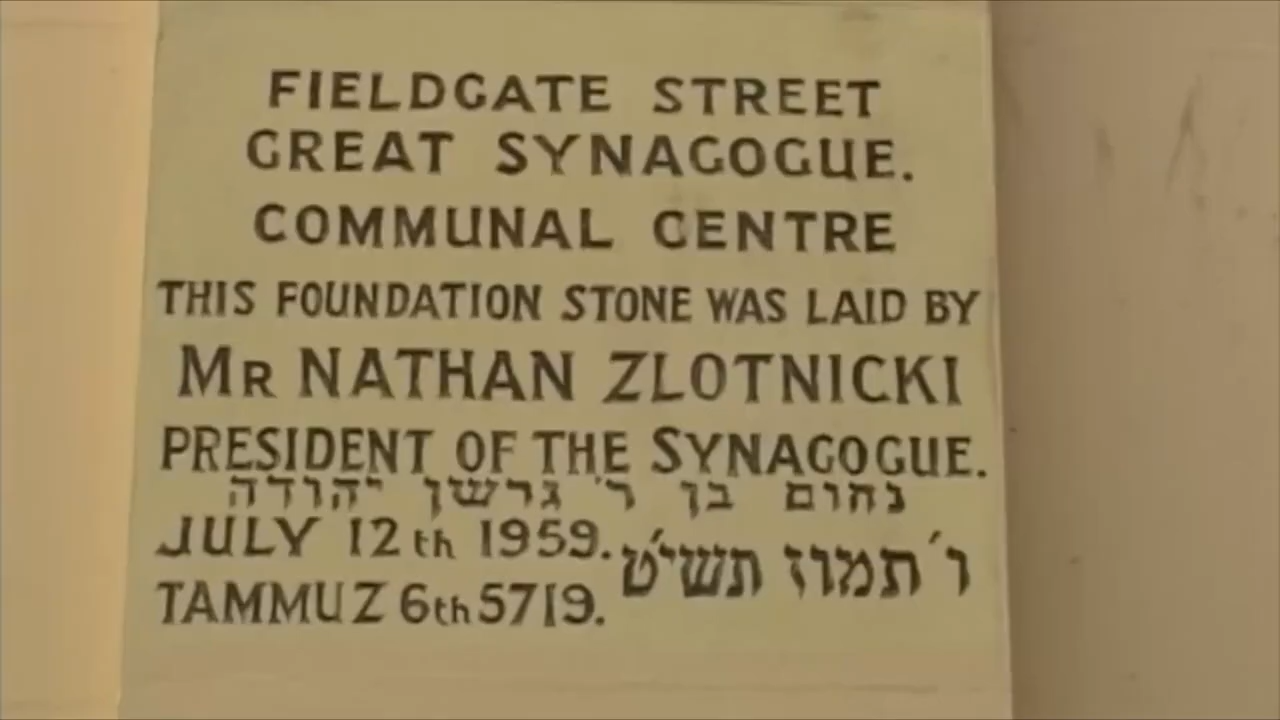 FIELDGATE STREET
GREAT SYNAGOGUE.
COMMUNAL CENTRE
THIS FOUNDATION STONE WAS LAID BY
MR NATHAN ZLOTNICKI
PRESIDENT OF THE SYNAGOGUE.
נחום בן ר' גרשן יהודה
JULY 12th 1959.
ו' תמוז תשי"ט
TAMMUZ 6th 5719.